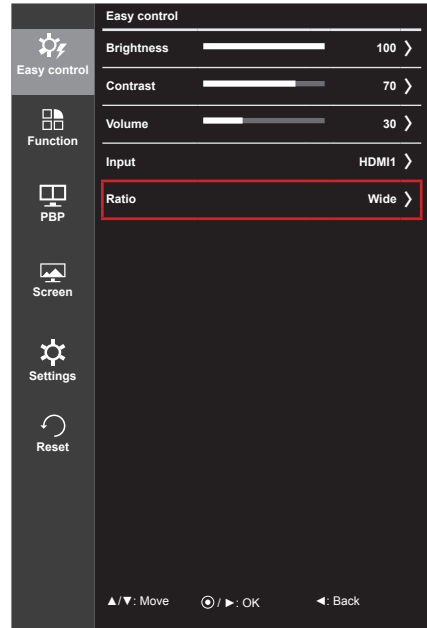 Easy control
Easy control
Brightness 100
Contrast 70
Volume 30
Function
Input HDMI1
Ratio Wide
PBP
Screen
Settings
Reset
▲/▼: Move ◉ / ►: OK ◄: Back